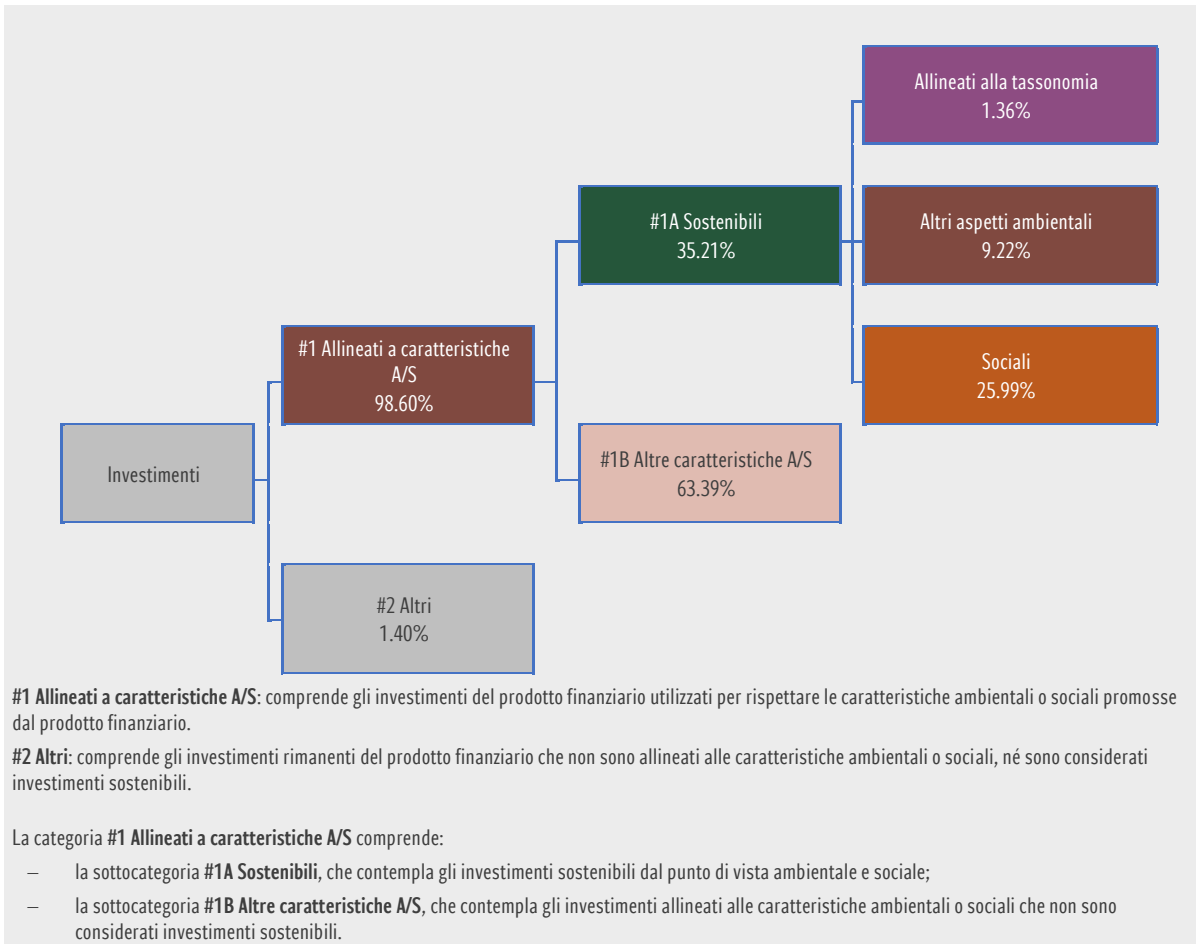 Allineati alla tassonomia
1.36%
#1A Sostenibili
35.21%
Altri aspetti ambientali
9.22%
#1 Allineati a caratteristiche
A/S
98.60%
Sociali
25.99%
Investimenti
#1B Altre caratteristiche A/S
63.39%
#2 Altri
1.40%
#1 Allineati a caratteristiche A/S: comprende gli investimenti del prodotto finanziario utilizzati per rispettare le caratteristiche ambientali o sociali promosse
dal prodotto finanziario.
#2 Altri: comprende gli investimenti rimanenti del prodotto finanziario che non sono allineati alle caratteristiche ambientali o sociali, né sono considerati
investimenti sostenibili.
La categoria #1 Allineati a caratteristiche A/S comprende:
– la sottocategoria #1A Sostenibili, che contempla gli investimenti sostenibili dal punto di vista ambientale e sociale;
– la sottocategoria #1B Altre caratteristiche A/S, che contempla gli investimenti allineati alle caratteristiche ambientali o sociali che non sono
considerati investimenti sostenibili.